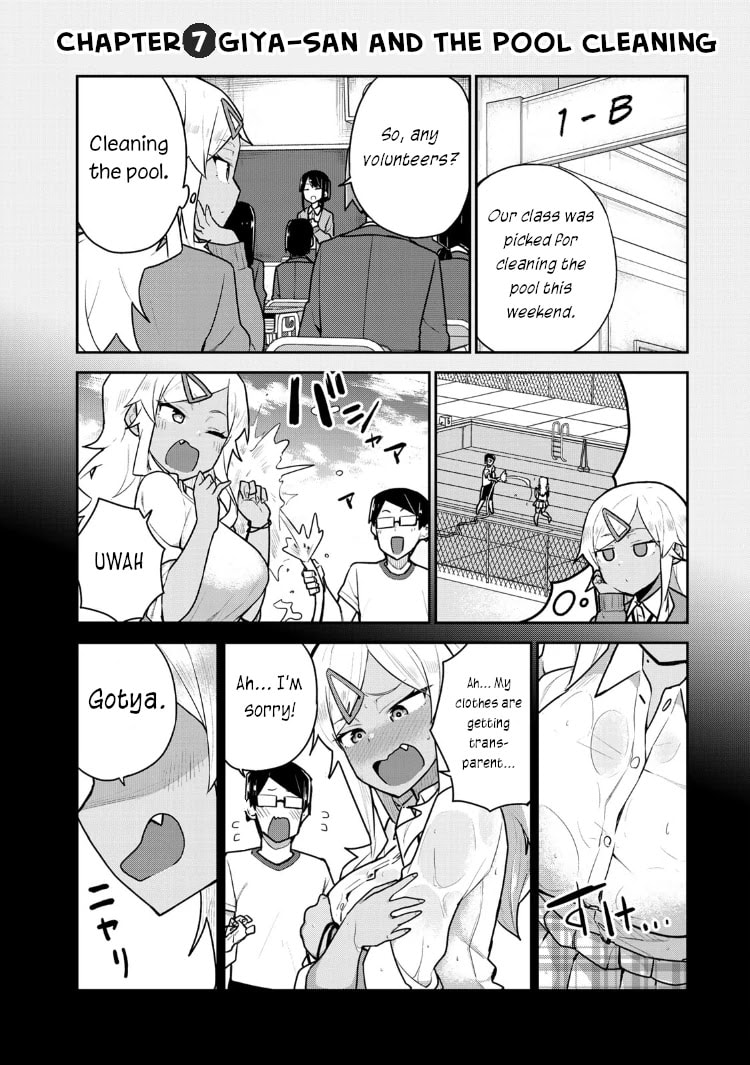 CHAPTER 7 GIYA-SAN AND THE POOL CLEANING
1-B
Our class was
picked for
cleaning the
pool this
weekend.
So, any
volunteers?
Cleaning
the pool.
バシャァ
マ
UWAH
Ah... My
clothes are
getting
trans-
parent...
すけ...
Ah... I'm
sorry!
Gotya.
ニヤリ